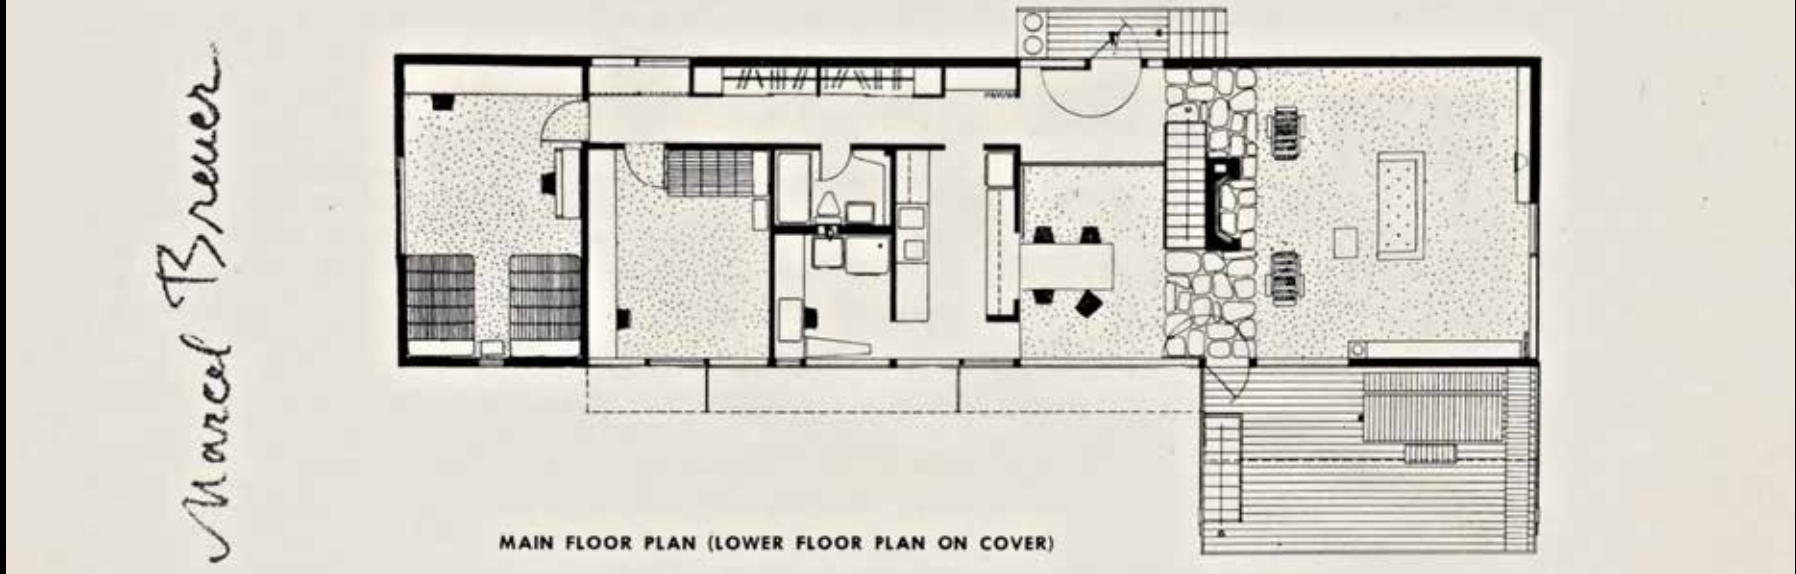 Marcel Breuer
MAIN FLOOR PLAN (LOWER FLOOR PLAN ON COVER)